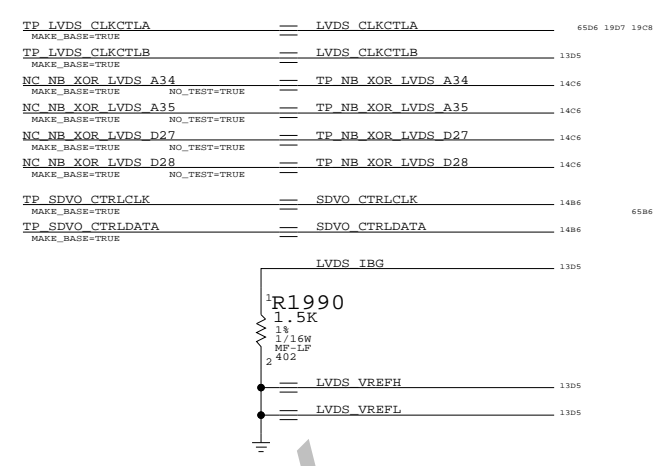 TP_LVDS_CLKCTLA LVDS_CLKCTLA 65D6 19D7 19C8
MAKE_BASE=TRUE
TP_LVDS_CLKCTLB LVDS_CLKCTLB 13D5
MAKE_BASE=TRUE
NC_NB_XOR_LVDS_A34 TP_NB_XOR_LVDS_A34 14C6
MAKE_BASE=TRUE NO_TEST=TRUE
NC_NB_XOR_LVDS_A35 TP_NB_XOR_LVDS_A35 14C6
MAKE_BASE=TRUE NO_TEST=TRUE
NC_NB_XOR_LVDS_D27 TP_NB_XOR_LVDS_D27 14C6
MAKE_BASE=TRUE NO_TEST=TRUE
NC_NB_XOR_LVDS_D28 TP_NB_XOR_LVDS_D28 14C6
MAKE_BASE=TRUE NO_TEST=TRUE
TP_SDVO_CTRLCLK SDVO_CTRLCLK 14B6
MAKE_BASE=TRUE 65B6
TP_SDVO_CTRLDATA SDVO_CTRLDATA 14B6
MAKE_BASE=TRUE
LVDS_IBG 13D5
1 R1990
1.5K
1%
1/16W
MF-LF
402
2
LVDS_VREFH 13D5
LVDS_VREFL 13D5